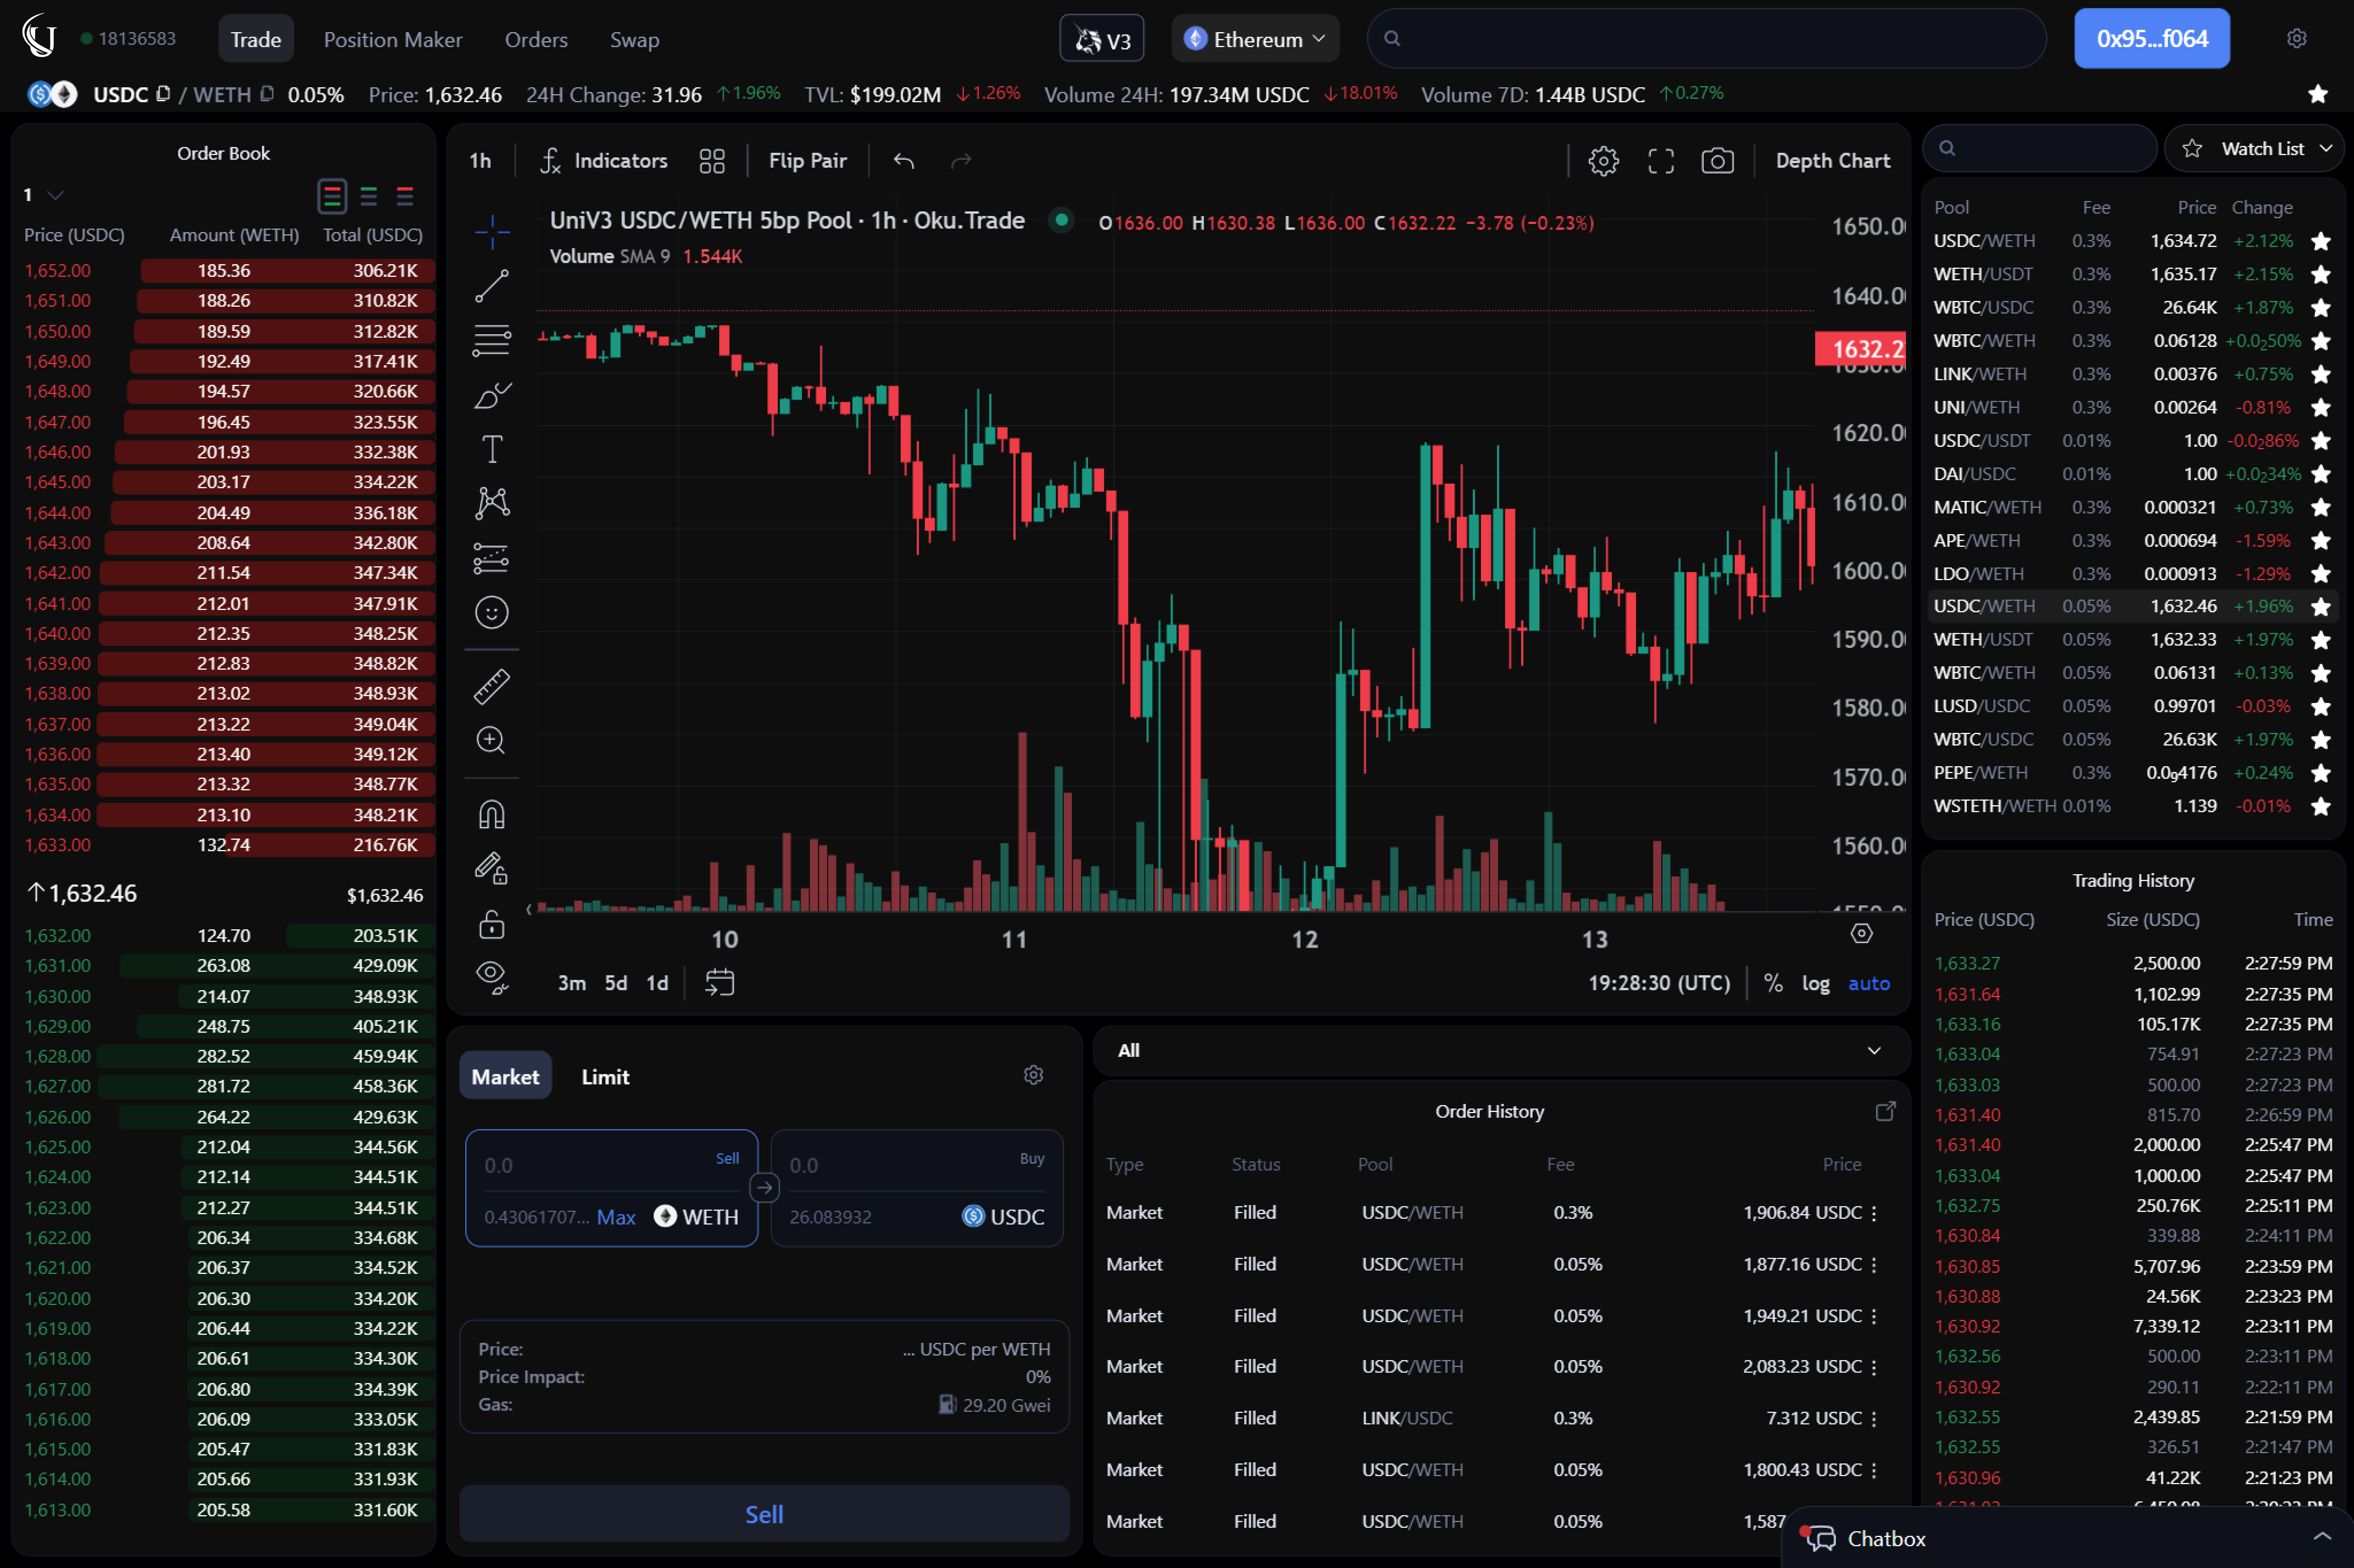 18136583 Trade Position Maker Orders Swap V3 Ethereum 0x95...f064
USDC / WETH 0.05% Price: 1,632.46 24H Change: 31.96 ↑1.96% TVL: $199.02M ↓1.26% Volume 24H: 197.34M USDC ↓18.01% Volume 7D: 1.44B USDC ↑0.27%
Order Book
1
Price (USDC) Amount (WETH) Total (USDC)
1,652.00 185.36 306.21K
1,651.00 188.26 310.82K
1,650.00 189.59 312.82K
1,649.00 192.49 317.41K
1,648.00 194.57 320.66K
1,647.00 196.45 323.55K
1,646.00 201.93 332.38K
1,645.00 203.17 334.22K
1,644.00 204.49 336.18K
1,643.00 208.64 342.80K
1,642.00 211.54 347.34K
1,641.00 212.01 347.91K
1,640.00 212.35 348.25K
1,639.00 212.83 348.82K
1,638.00 213.02 348.93K
1,637.00 213.22 349.04K
1,636.00 213.40 349.12K
1,635.00 213.32 348.77K
1,634.00 213.10 348.21K
1,633.00 132.74 216.76K
↑1,632.46 $1,632.46
1,632.00 124.70 203.51K
1,631.00 263.08 429.09K
1,630.00 214.07 348.93K
1,629.00 248.75 405.21K
1,628.00 282.52 459.94K
1,627.00 281.72 458.36K
1,626.00 264.22 429.63K
1,625.00 212.04 344.56K
1,624.00 212.14 344.51K
1,623.00 212.27 344.51K
1,622.00 206.34 334.68K
1,621.00 206.37 334.52K
1,620.00 206.30 334.20K
1,619.00 206.44 334.22K
1,618.00 206.61 334.30K
1,617.00 206.80 334.39K
1,616.00 206.09 333.05K
1,615.00 205.47 331.83K
1,614.00 205.66 331.93K
1,613.00 205.58 331.60K
1h Indicators Flip Pair Depth Chart
UniV3 USDC/WETH 5bp Pool · 1h · Oku.Trade O1636.00 H1630.38 L1636.00 C1632.22 −3.78 (−0.23%)
Volume SMA 9 1.544K
1650.0
1640.0
1632.2
1620.0
1610.0
1600.0
1590.0
1580.0
1570.0
1560.0
10 11 12 13
3m 5d 1d 19:28:30 (UTC) % log auto
Market Limit
0.0 Sell
0.43061707... Max WETH
0.0 Buy
26.083932 USDC
Price: ... USDC per WETH
Price Impact: 0%
Gas: 29.20 Gwei
Sell
All
Order History
Type Status Pool Fee Price
Market Filled USDC/WETH 0.3% 1,906.84 USDC
Market Filled USDC/WETH 0.05% 1,877.16 USDC
Market Filled USDC/WETH 0.05% 1,949.21 USDC
Market Filled USDC/WETH 0.05% 2,083.23 USDC
Market Filled LINK/USDC 0.3% 7.312 USDC
Market Filled USDC/WETH 0.05% 1,800.43 USDC
Market Filled USDC/WETH 0.05% 1,587
Watch List
Pool Fee Price Change
USDC/WETH 0.3% 1,634.72 +2.12%
WETH/USDT 0.3% 1,635.17 +2.15%
WBTC/USDC 0.3% 26.64K +1.87%
WBTC/WETH 0.3% 0.06128 +0.0₂50%
LINK/WETH 0.3% 0.00376 +0.75%
UNI/WETH 0.3% 0.00264 -0.81%
USDC/USDT 0.01% 1.00 -0.0₂86%
DAI/USDC 0.01% 1.00 +0.0₂34%
MATIC/WETH 0.3% 0.000321 +0.73%
APE/WETH 0.3% 0.000694 -1.59%
LDO/WETH 0.3% 0.000913 -1.29%
USDC/WETH 0.05% 1,632.46 +1.96%
WETH/USDT 0.05% 1,632.33 +1.97%
WBTC/WETH 0.05% 0.06131 +0.13%
LUSD/USDC 0.05% 0.99701 -0.03%
WBTC/USDC 0.05% 26.63K +1.97%
PEPE/WETH 0.3% 0.0₉4176 +0.24%
WSTETH/WETH 0.01% 1.139 -0.01%
Trading History
Price (USDC) Size (USDC) Time
1,633.27 2,500.00 2:27:59 PM
1,631.64 1,102.99 2:27:35 PM
1,633.16 105.17K 2:27:35 PM
1,633.04 754.91 2:27:23 PM
1,633.03 500.00 2:27:23 PM
1,631.40 815.70 2:26:59 PM
1,631.40 2,000.00 2:25:47 PM
1,633.04 1,000.00 2:25:47 PM
1,632.75 250.76K 2:25:11 PM
1,630.84 339.88 2:24:11 PM
1,630.85 5,707.96 2:23:59 PM
1,630.88 24.56K 2:23:23 PM
1,630.92 7,339.12 2:23:11 PM
1,632.56 500.00 2:23:11 PM
1,630.92 290.11 2:22:11 PM
1,632.55 2,439.85 2:21:59 PM
1,632.55 326.51 2:21:47 PM
1,630.96 41.22K 2:21:23 PM
Chatbox